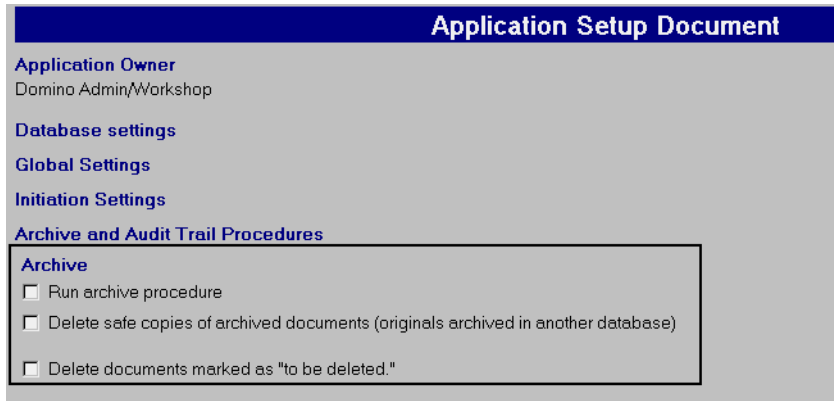 Application Setup Document
Application Owner
Domino Admin/Workshop
Database settings
Global Settings
Initiation Settings
Archive and Audit Trail Procedures
Archive
Run archive procedure
Delete safe copies of archived documents (originals archived in another database)
Delete documents marked as "to be deleted."